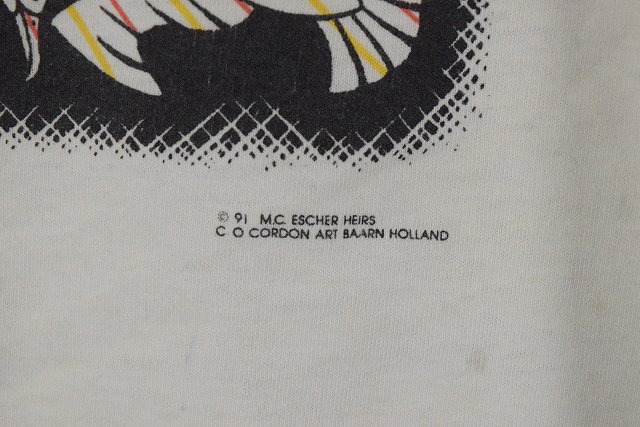 © 91 M.C. ESCHER HEIRS
C O CORDON ART BAARN HOLLAND